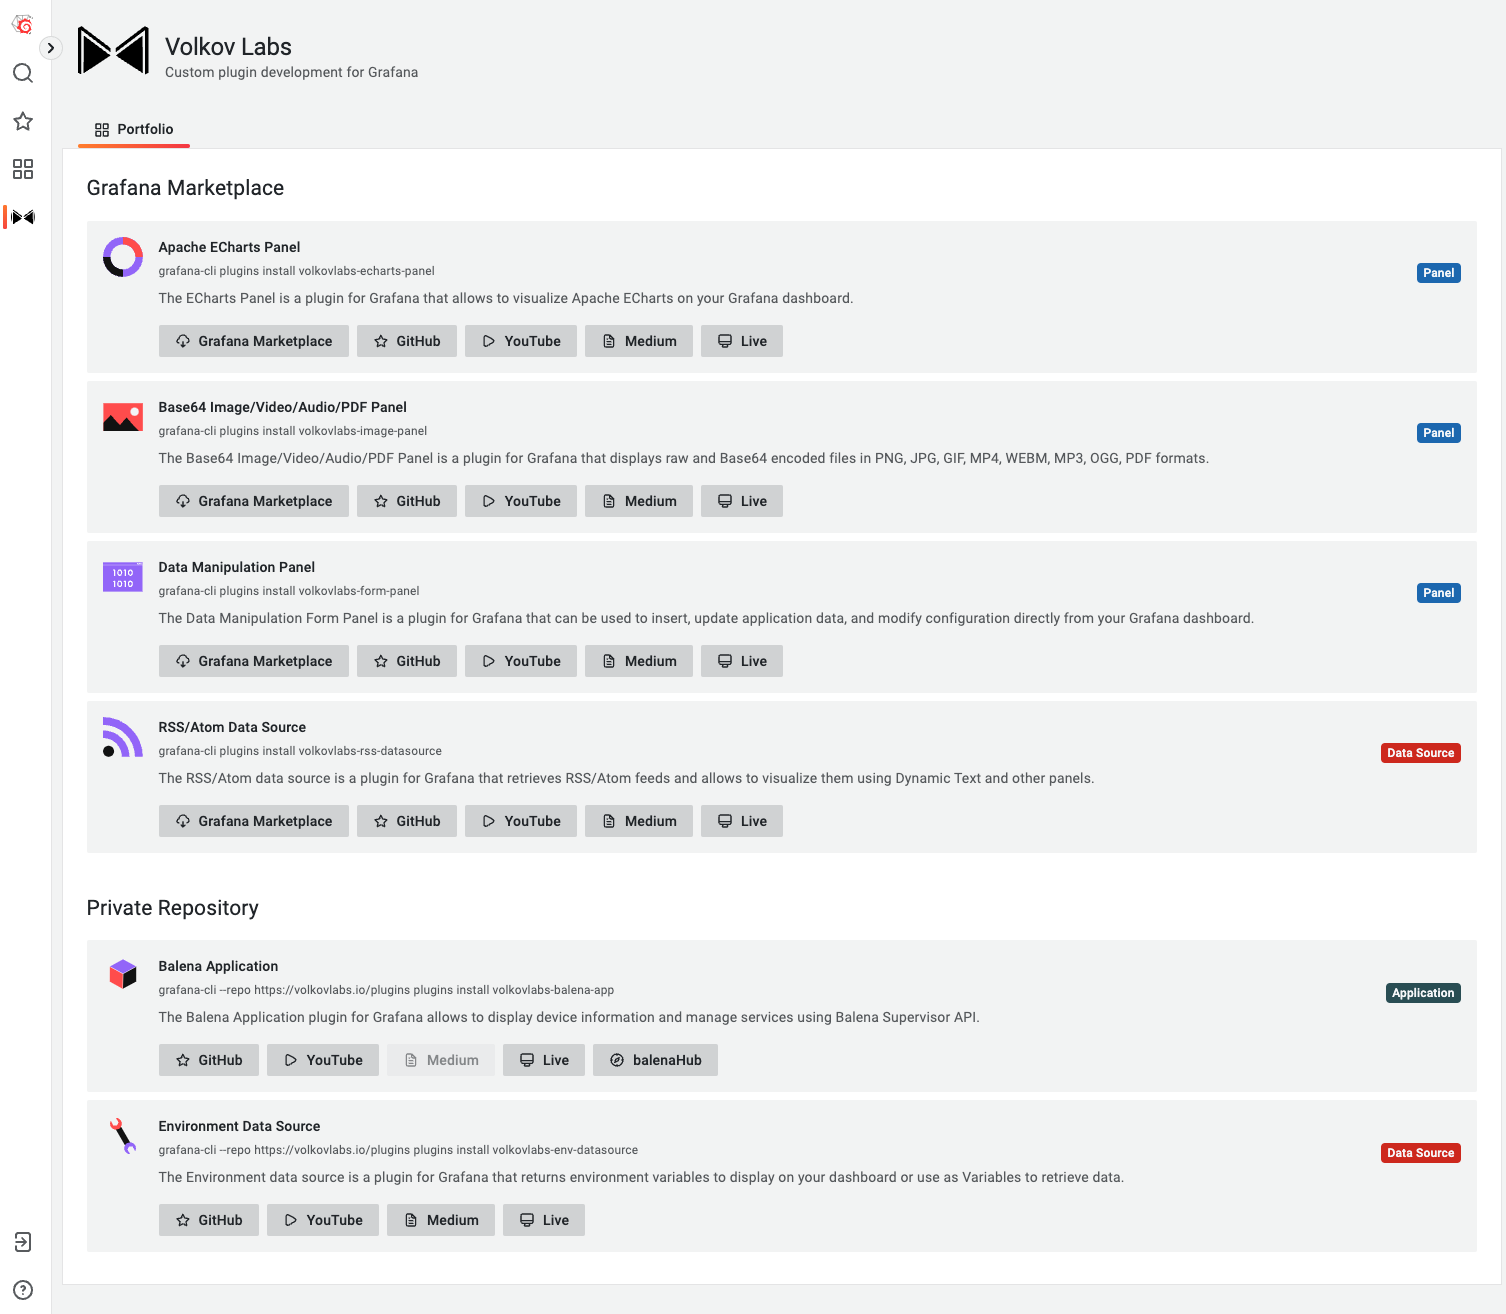 Volkov Labs
Custom plugin development for Grafana
Portfolio
Grafana Marketplace
Apache ECharts Panel
grafana-cli plugins install volkovlabs-echarts-panel
Panel
The ECharts Panel is a plugin for Grafana that allows to visualize Apache ECharts on your Grafana dashboard.
Grafana Marketplace GitHub YouTube Medium Live
Base64 Image/Video/Audio/PDF Panel
grafana-cli plugins install volkovlabs-image-panel
Panel
The Base64 Image/Video/Audio/PDF Panel is a plugin for Grafana that displays raw and Base64 encoded files in PNG, JPG, GIF, MP4, WEBM, MP3, OGG, PDF formats.
Grafana Marketplace GitHub YouTube Medium Live
1010
1010
Data Manipulation Panel
grafana-cli plugins install volkovlabs-form-panel
Panel
The Data Manipulation Form Panel is a plugin for Grafana that can be used to insert, update application data, and modify configuration directly from your Grafana dashboard.
Grafana Marketplace GitHub YouTube Medium Live
RSS/Atom Data Source
grafana-cli plugins install volkovlabs-rss-datasource
Data Source
The RSS/Atom data source is a plugin for Grafana that retrieves RSS/Atom feeds and allows to visualize them using Dynamic Text and other panels.
Grafana Marketplace GitHub YouTube Medium Live
Private Repository
Balena Application
grafana-cli --repo https://volkovlabs.io/plugins plugins install volkovlabs-balena-app
Application
The Balena Application plugin for Grafana allows to display device information and manage services using Balena Supervisor API.
GitHub YouTube Medium Live balenaHub
Environment Data Source
grafana-cli --repo https://volkovlabs.io/plugins plugins install volkovlabs-env-datasource
Data Source
The Environment data source is a plugin for Grafana that returns environment variables to display on your dashboard or use as Variables to retrieve data.
GitHub YouTube Medium Live